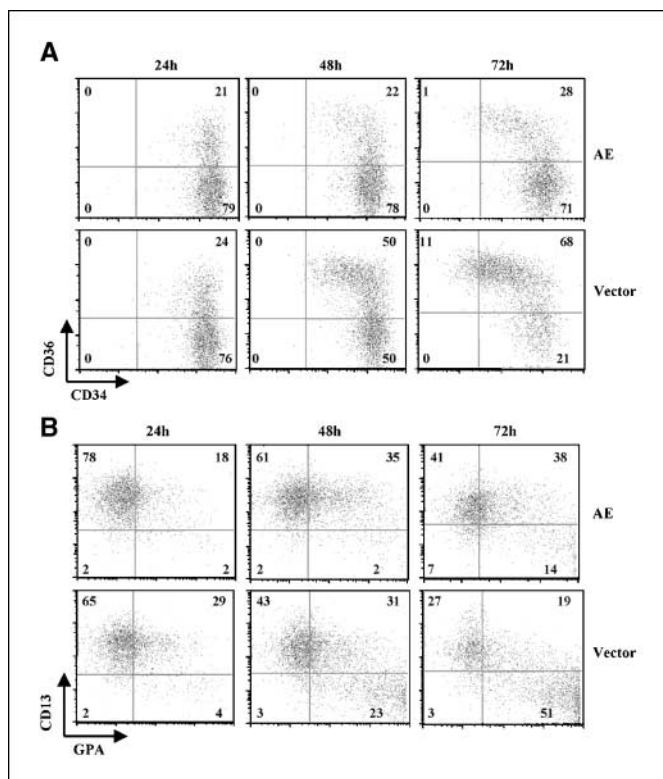 A
24h 48h 72h
0 21 0 22 1 28
AE
0 79 0 78 0 71
0 24 0 50 11 68
Vector
0 76 0 50 0 21
CD36
CD34
B
24h 48h 72h
78 18 61 35 41 38
AE
2 2 2 2 7 14
65 29 43 31 27 19
Vector
2 4 3 23 3 51
CD13
GPA